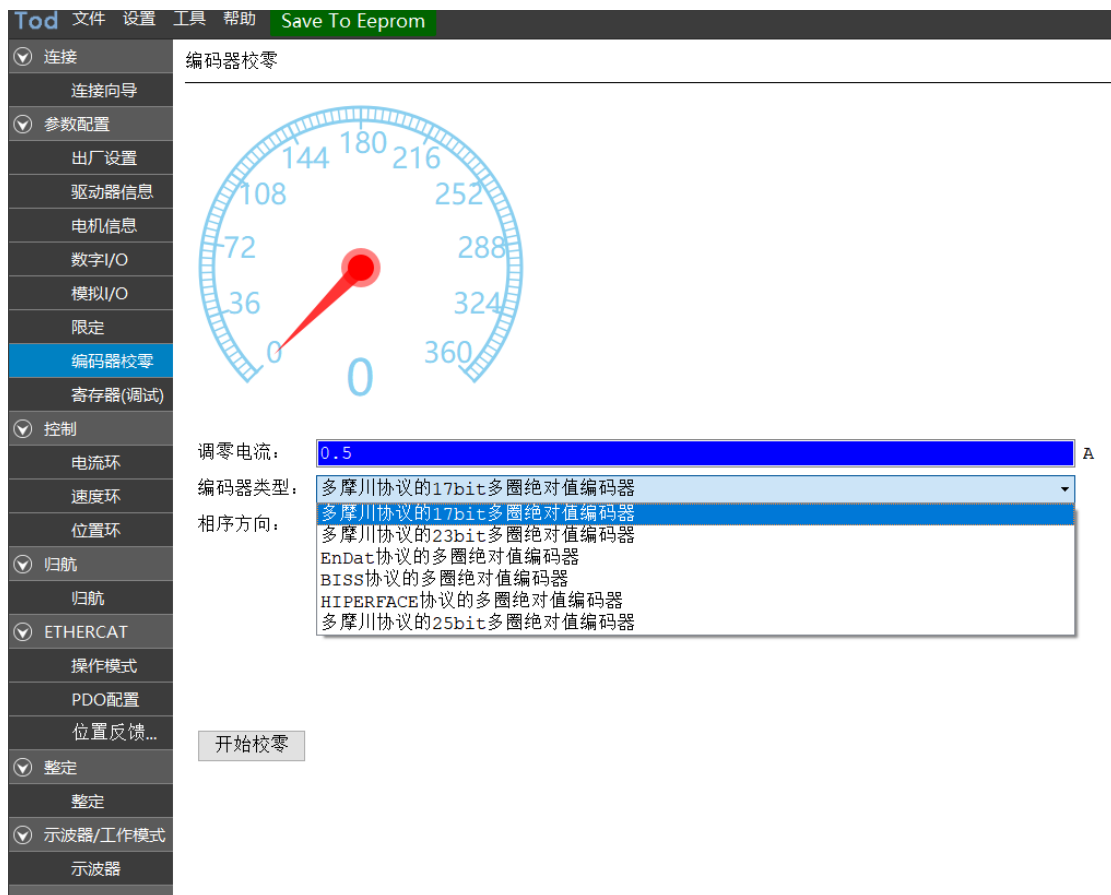 Tod 文件 设置 工具 帮助 Save To Eeprom
连接
连接向导
参数配置
出厂设置
驱动器信息
电机信息
数字I/O
模拟I/O
限定
编码器校零
寄存器(调试)
控制
电流环
速度环
位置环
归航
归航
ETHERCAT
操作模式
PDO配置
位置反馈...
整定
整定
示波器/工作模式
示波器
编码器校零
180
144 216
108 252
72 288
36 324
0 360
0
调零电流: 0.5 A
编码器类型: 多摩川协议的17bit多圈绝对值编码器
相序方向:
多摩川协议的17bit多圈绝对值编码器
多摩川协议的23bit多圈绝对值编码器
EnDat协议的多圈绝对值编码器
BISS协议的多圈绝对值编码器
HIPERFACE协议的多圈绝对值编码器
多摩川协议的25bit多圈绝对值编码器
开始校零